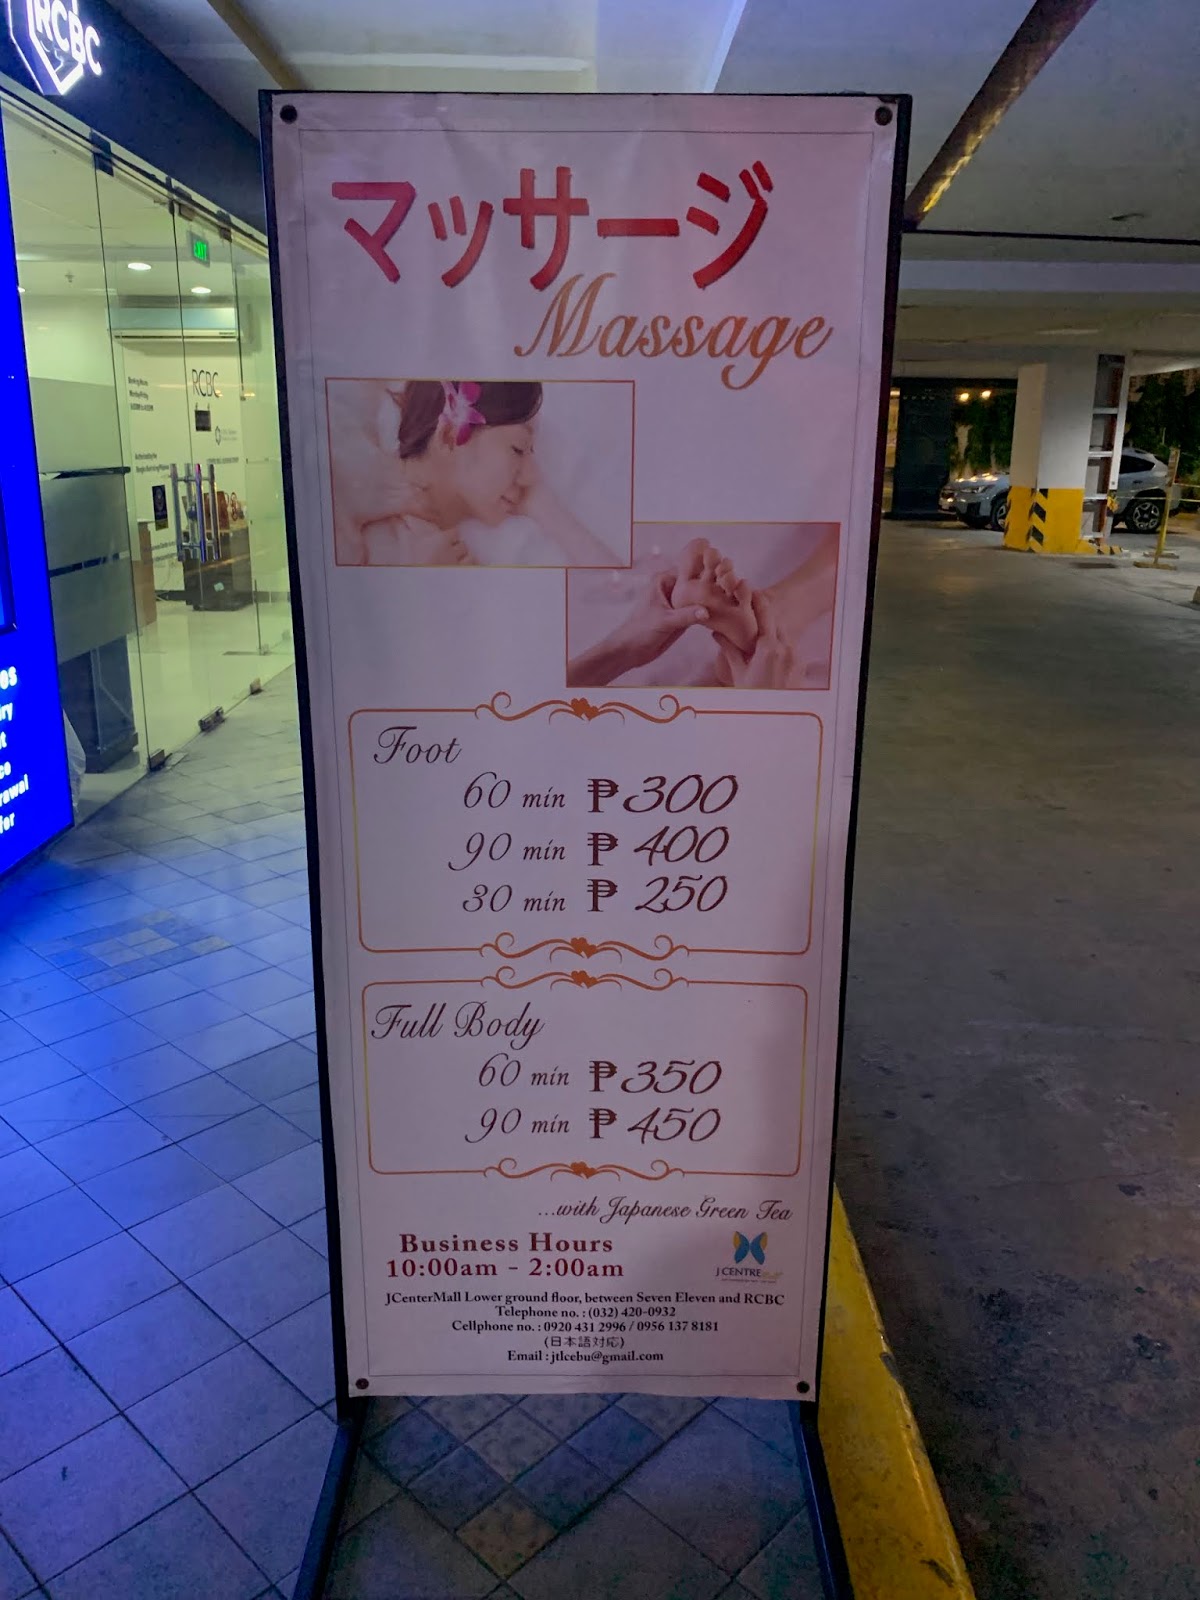 RCBC
EXIT
RCBC
マッサージ
Massage
Foot
60 min ₱300
90 min ₱ 400
30 min ₱ 250
Full Body
60 min ₱350
90 min ₱ 450
...with Japanese Green Tea
Business Hours
10:00am - 2:00am
J CENTRE
JCenterMall Lower ground floor, between Seven Eleven and RCBC
Telephone no. : (032) 420-0932
Cellphone no. : 0920 431 2996 / 0956 137 8181
(日本語対応)
Email : jtlcebu@gmail.com